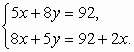 5x+8y = 92,
8x+5y = 92+2x.